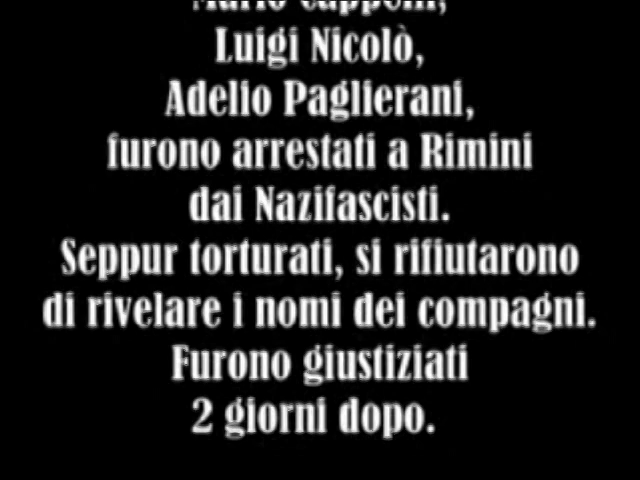 Luigi Nicolò,
Adelio Paglierani,
furono arrestati a Rimini
dai Nazifascisti.
Seppur torturati, si rifiutarono
di rivelare i nomi dei compagni.
Furono giustiziati
2 giorni dopo.